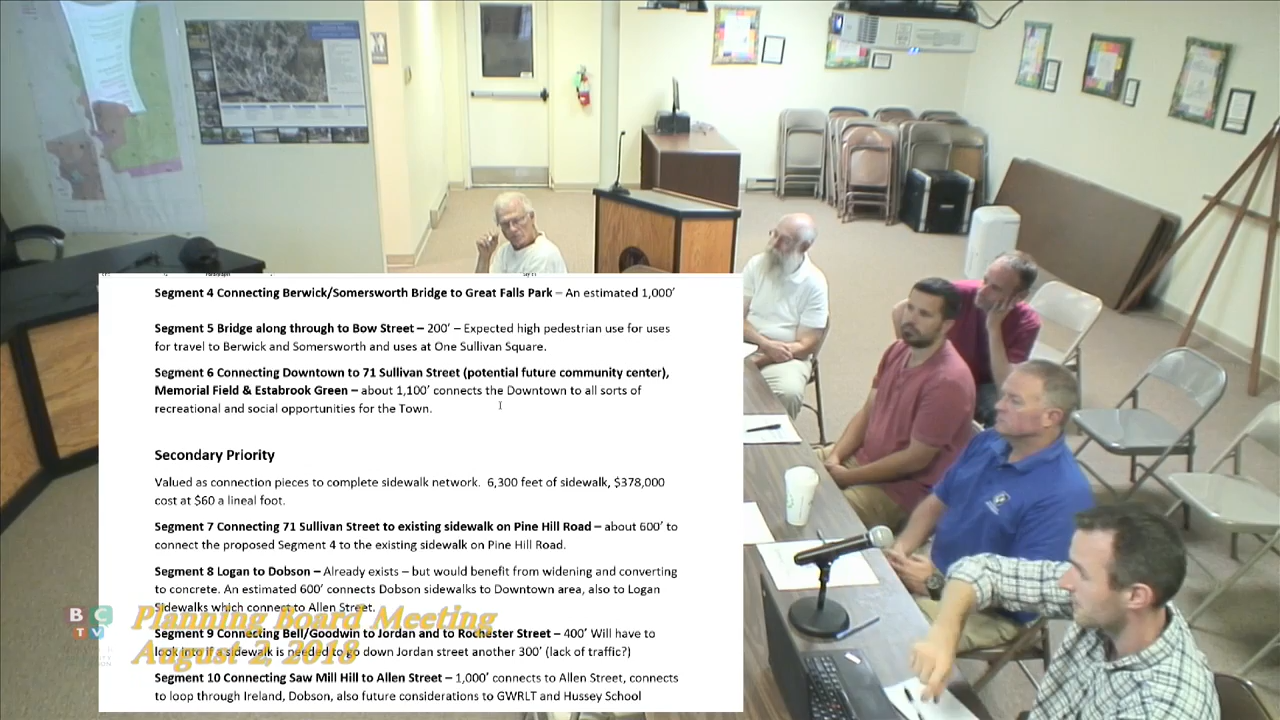 Segment 4 Connecting Berwick/Somersworth Bridge to Great Falls Park – An estimated 1,000’
Segment 5 Bridge along through to Bow Street – 200’ – Expected high pedestrian use for uses
for travel to Berwick and Somersworth and uses at One Sullivan Square.
Segment 6 Connecting Downtown to 71 Sullivan Street (potential future community center),
Memorial Field & Estabrook Green – about 1,100’ connects the Downtown to all sorts of
recreational and social opportunities for the Town.
Secondary Priority
Valued as connection pieces to complete sidewalk network. 6,300 feet of sidewalk, $378,000
cost at $60 a lineal foot.
Segment 7 Connecting 71 Sullivan Street to existing sidewalk on Pine Hill Road – about 600’ to
connect the proposed Segment 4 to the existing sidewalk on Pine Hill Road.
Segment 8 Logan to Dobson – Already exists – but would benefit from widening and converting
to concrete. An estimated 600’ connects Dobson sidewalks to Downtown area, also to Logan
Sidewalks which connect to Allen Street.
Segment 9 Connecting Bell/Goodwin to Jordan and to Rochester Street – 400’ Will have to
look into if a sidewalk is needed to go down Jordan street another 300’ (lack of traffic?)
Segment 10 Connecting Saw Mill Hill to Allen Street – 1,000’ connects to Allen Street, connects
to loop through Ireland, Dobson, also future considerations to GWRLT and Hussey School
BCTV
Planning Board Meeting
August 2, 2018